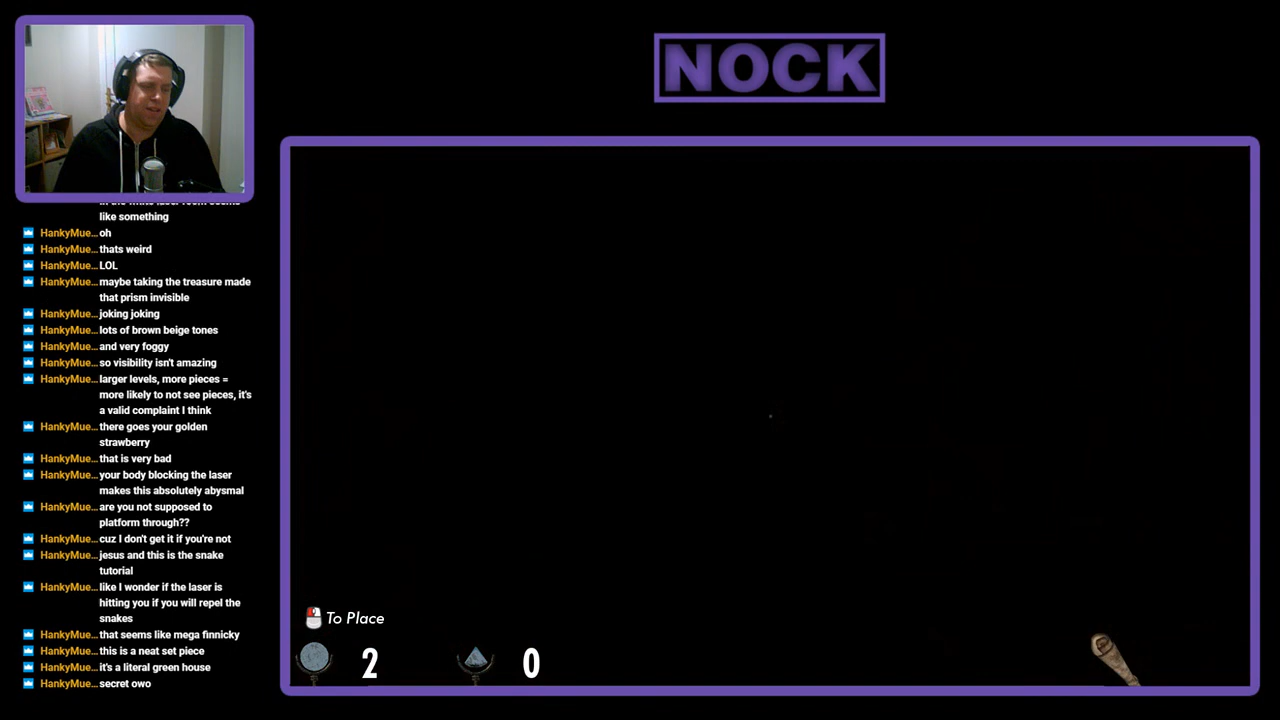 NOCK
like something
HankyMue... oh
HankyMue... thats weird
HankyMue... LOL
HankyMue... maybe taking the treasure made
that prism invisible
HankyMue... joking joking
HankyMue... lots of brown beige tones
HankyMue... and very foggy
HankyMue... so visibility isn't amazing
HankyMue... larger levels, more pieces =
more likely to not see pieces, it's
a valid complaint I think
HankyMue... there goes your golden
strawberry
HankyMue... that is very bad
HankyMue... your body blocking the laser
makes this absolutely abysmal
HankyMue... are you not supposed to
platform through??
HankyMue... cuz I don't get it if you're not
HankyMue... jesus and this is the snake
tutorial
HankyMue... like I wonder if the laser is
hitting you if you will repel the
snakes
HankyMue... that seems like mega finnicky
HankyMue... this is a neat set piece
HankyMue... it's a literal green house
HankyMue... secret owo
To Place
2 0